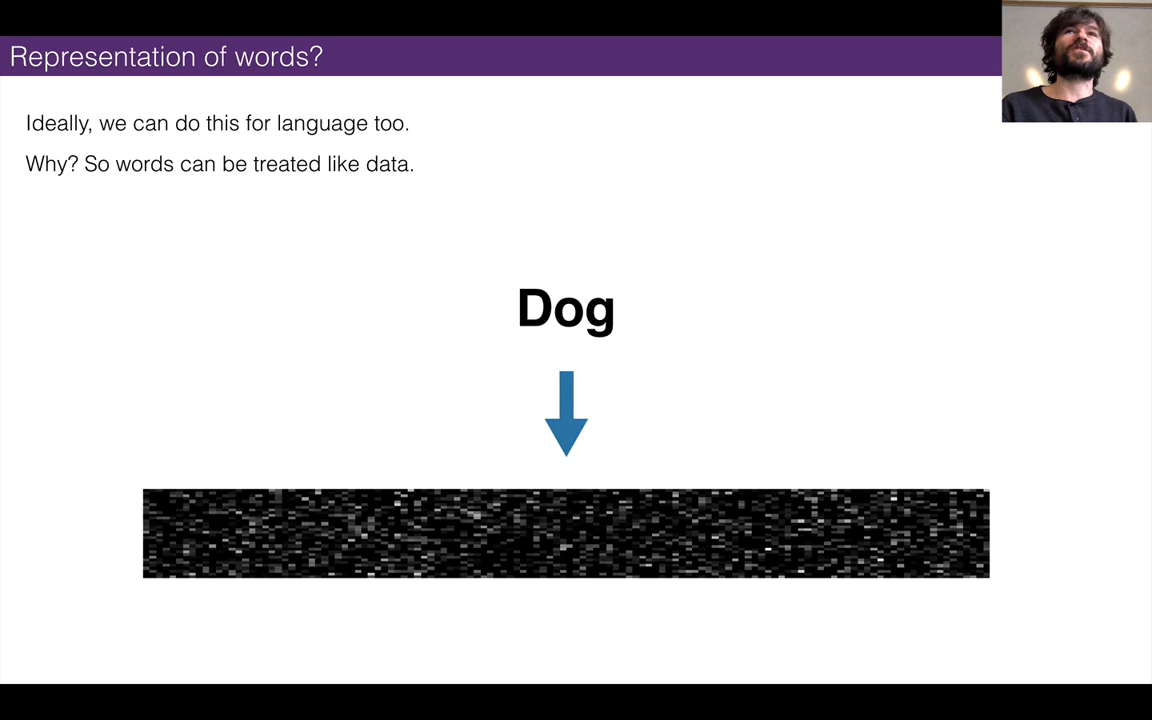 Representation of words?
Ideally, we can do this for language too.
Why? So words can be treated like data.
Dog